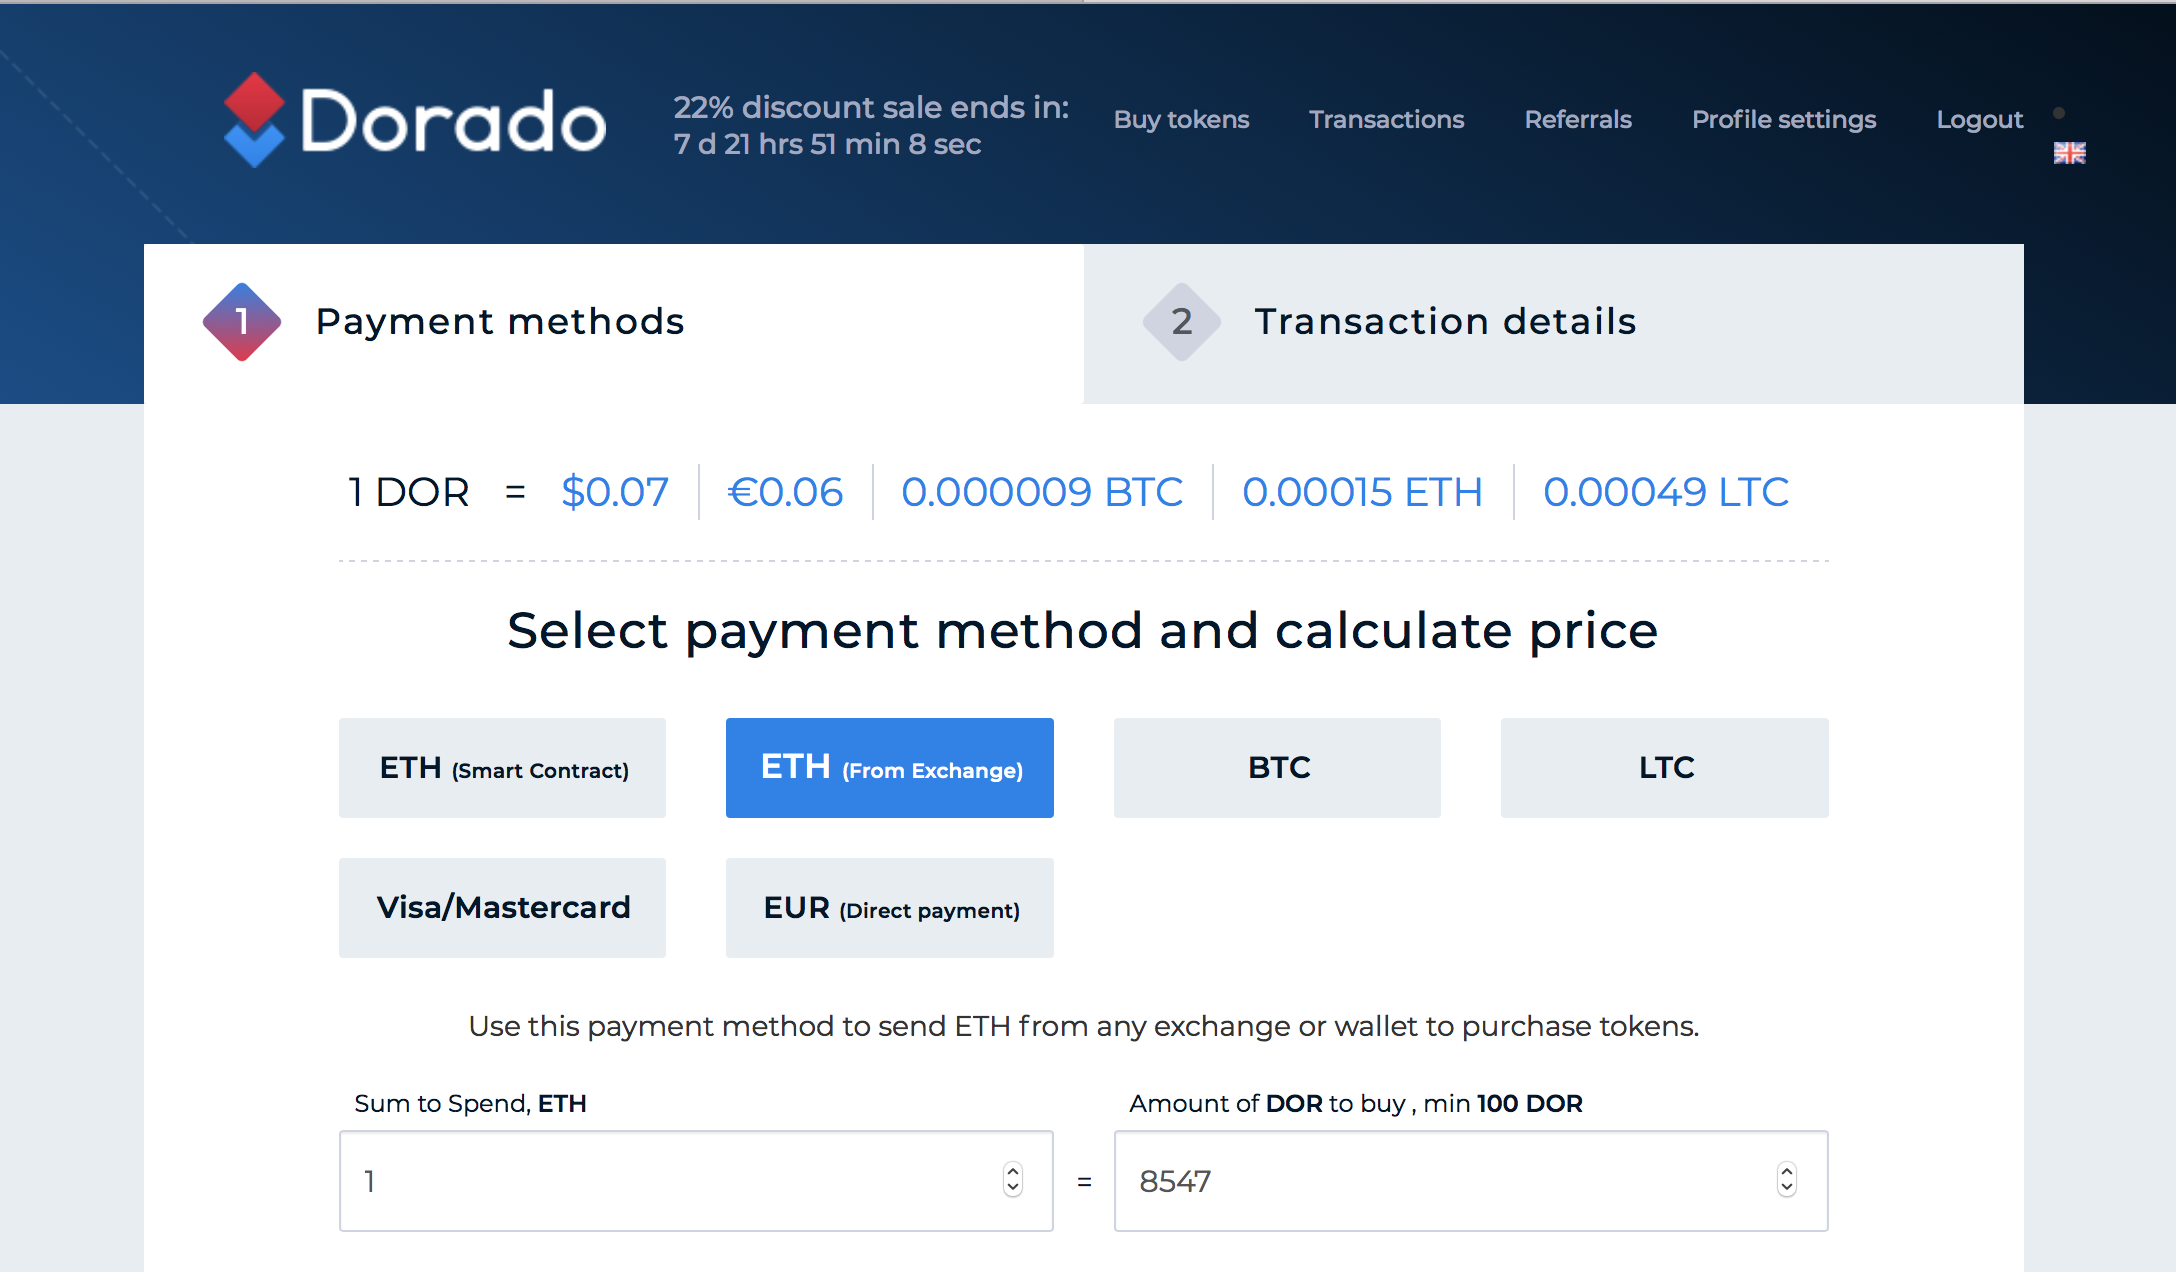 Dorado
22% discount sale ends in:
7 d 21 hrs 51 min 8 sec
Buy tokens
Transactions
Referrals
Profile settings
Logout
1 Payment methods
2 Transaction details
1 DOR = $0.07 €0.06 0.000009 BTC 0.00015 ETH 0.00049 LTC
Select payment method and calculate price
ETH (Smart Contract)
ETH (From Exchange)
BTC
LTC
Visa/Mastercard
EUR (Direct payment)
Use this payment method to send ETH from any exchange or wallet to purchase tokens.
Sum to Spend, ETH
Amount of DOR to buy , min 100 DOR
1 = 8547